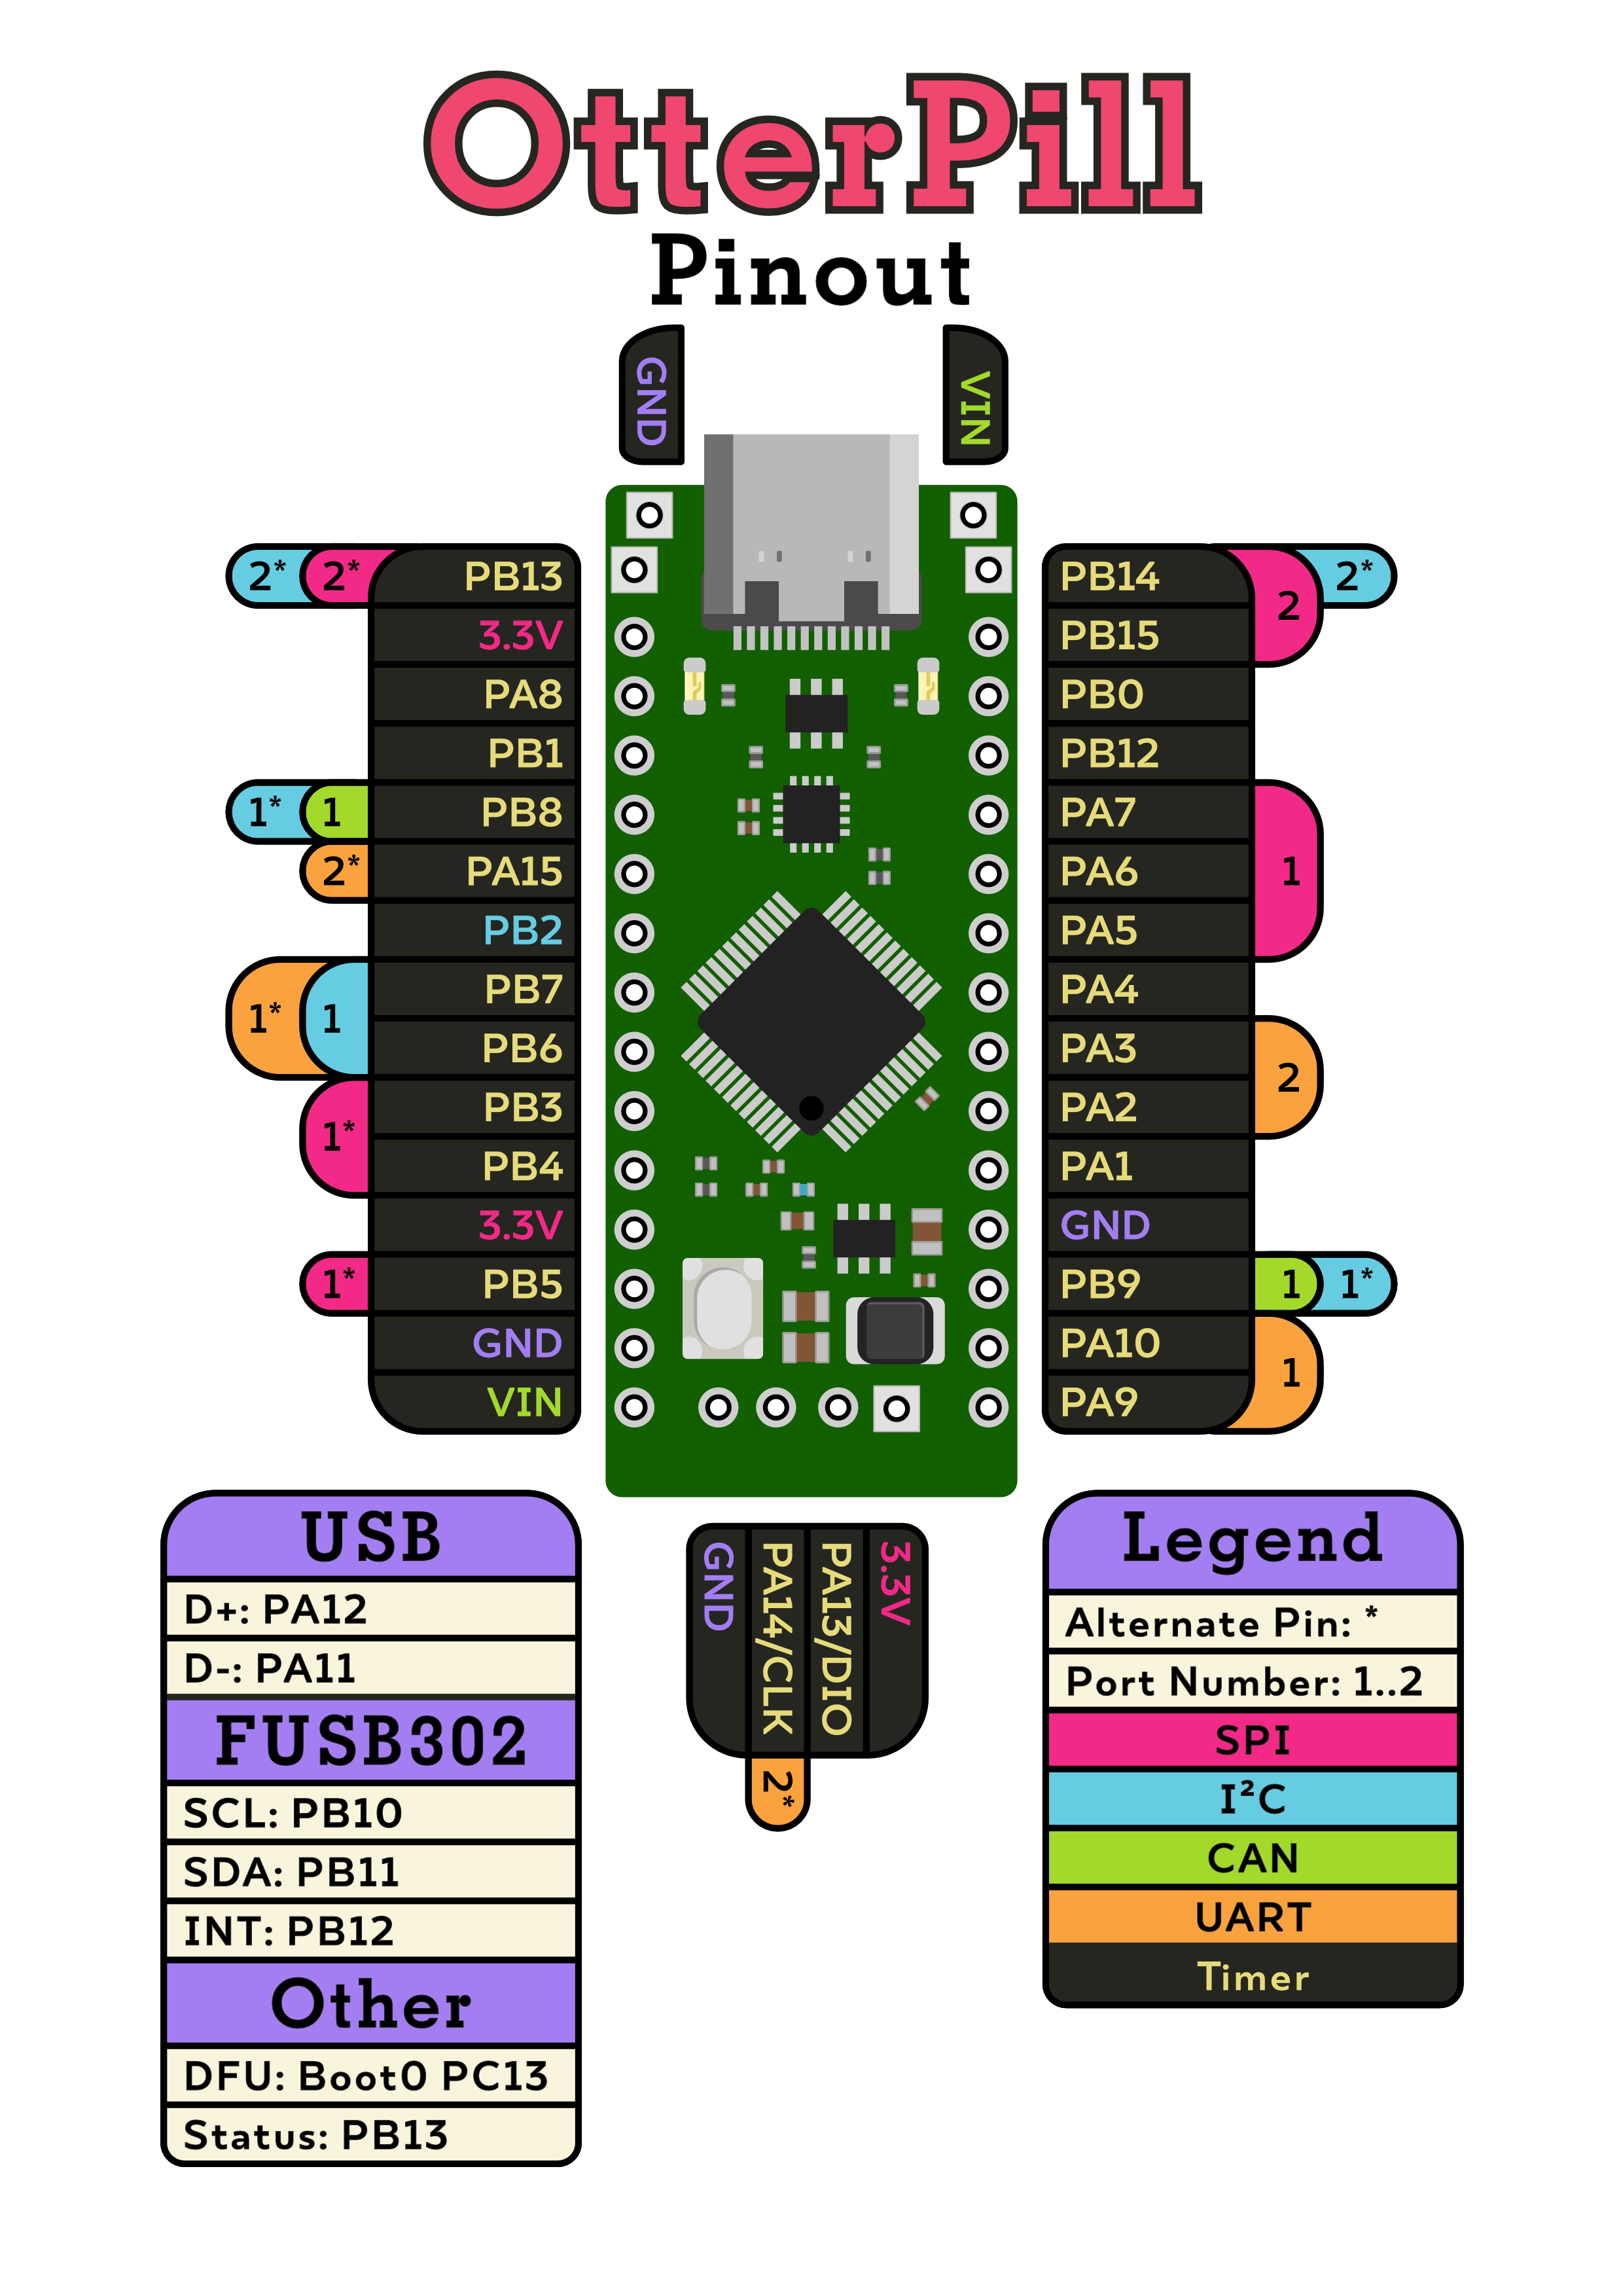 OtterPill
Pinout
GND
VIN
2* 2* PB13
3.3V
PA8
PB1
1* 1 PB8
2* PA15
PB2
PB7
1* 1
PB6
PB3
1*
PB4
3.3V
1* PB5
GND
VIN
PB14 2*
2
PB15
PB0
PB12
PA7
PA6 1
PA5
PA4
PA3
2
PA2
PA1
GND
PB9 1 1*
PA10
1
PA9
GND
PA14/CLK
PA13/DIO
3.3V
2*
USB
D+: PA12
D-: PA11
FUSB302
SCL: PB10
SDA: PB11
INT: PB12
Other
DFU: Boot0 PC13
Status: PB13
Legend
Alternate Pin: *
Port Number: 1..2
SPI
I²C
CAN
UART
Timer